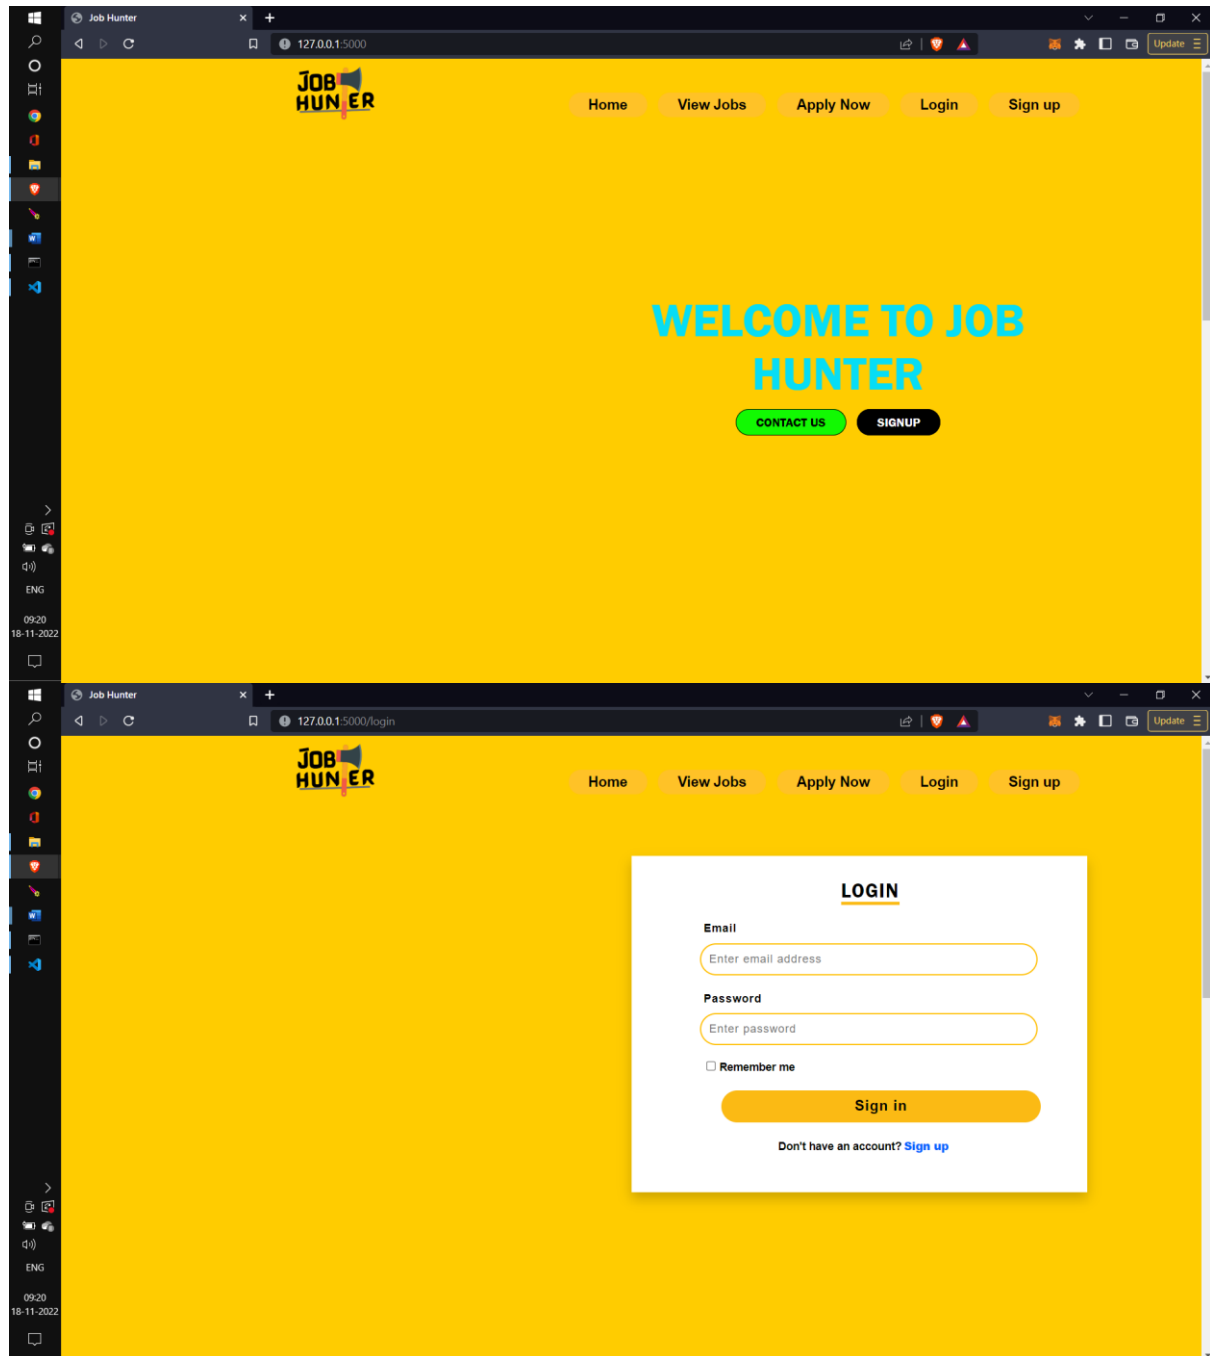 Job Hunter
127.0.0.1:5000
Update
JOB
HUNTER
Home View Jobs Apply Now Login Sign up
WELCOME TO JOB
HUNTER
CONTACT US SIGNUP
ENG
09:20
18-11-2022
Job Hunter
127.0.0.1:5000/login
Update
JOB
HUNTER
Home View Jobs Apply Now Login Sign up
LOGIN
Email
Enter email address
Password
Enter password
Remember me
Sign in
Don't have an account? Sign up
ENG
09:20
18-11-2022